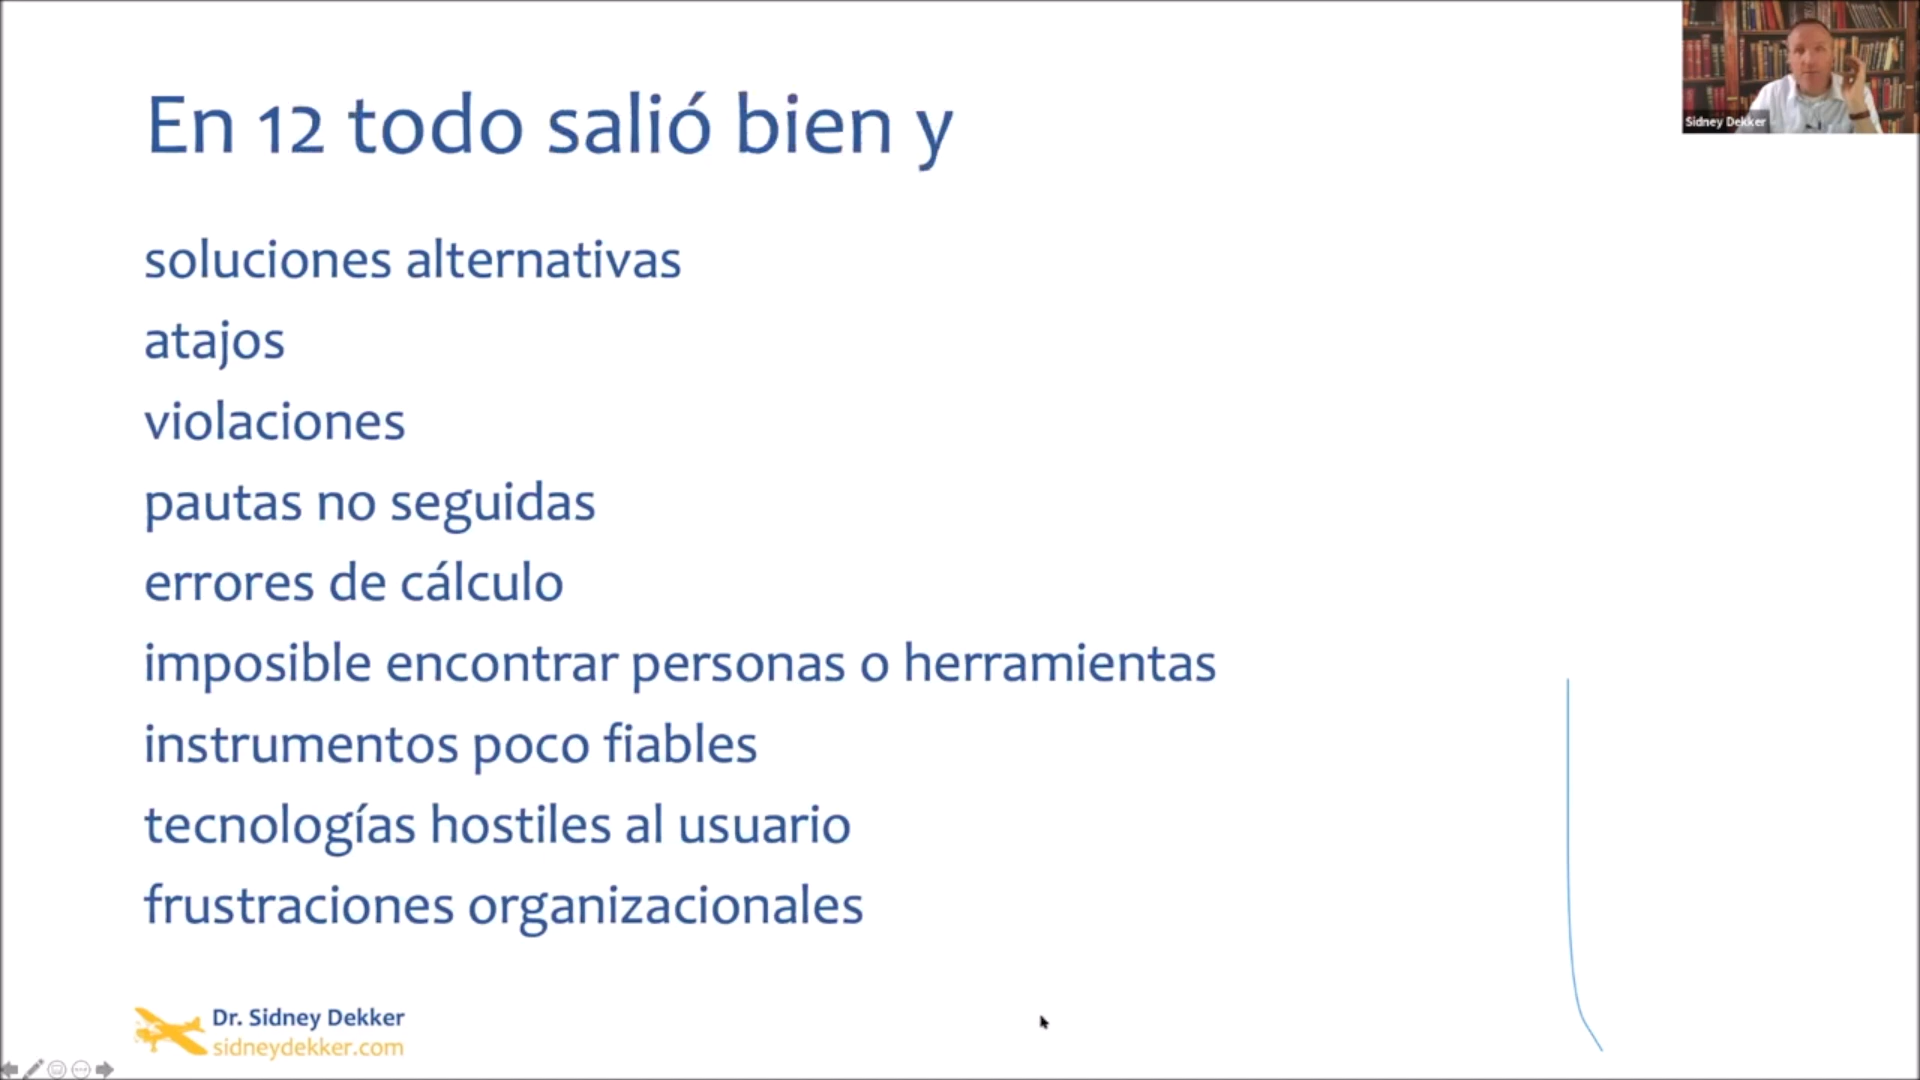 En 12 todo salió bien y
Sidney Dekker
soluciones alternativas
atajos
violaciones
pautas no seguidas
errores de cálculo
imposible encontrar personas o herramientas
instrumentos poco fiables
tecnologías hostiles al usuario
frustraciones organizacionales
Dr. Sidney Dekker
sidneydekker.com